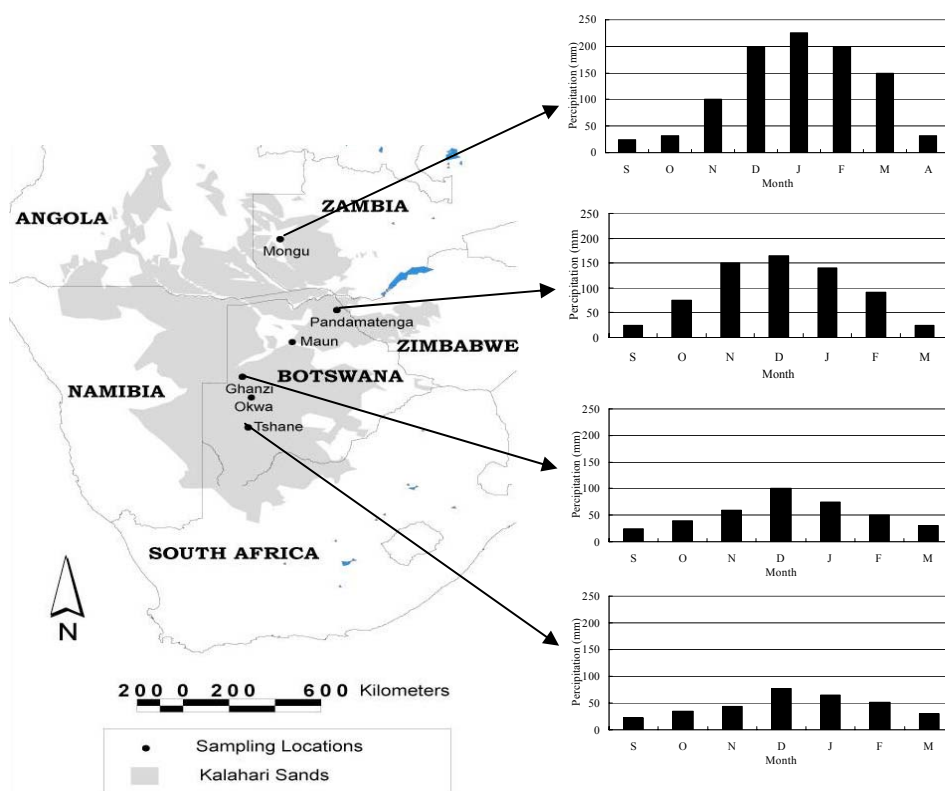 ANGOLA
ZAMBIA
Mongu
Pandamatenga
Maun
ZIMBABWE
NAMIBIA
BOTSWANA
Ghanzi
Okwa
Tshane
SOUTH AFRICA
N
200 0 200 600 Kilometers
Sampling Locations
Kalahari Sands
Percipitation (mm)
250
200
150
100
50
0
S O N D J F M A
Month
Precipitation (mm
250
200
150
100
50
0
S O N D J F M
Month
Precipitation (mm)
250
200
150
100
50
0
S O N D J F M
Month
Precipitation (mm)
250
200
150
100
50
0
S O N D J F M
Month